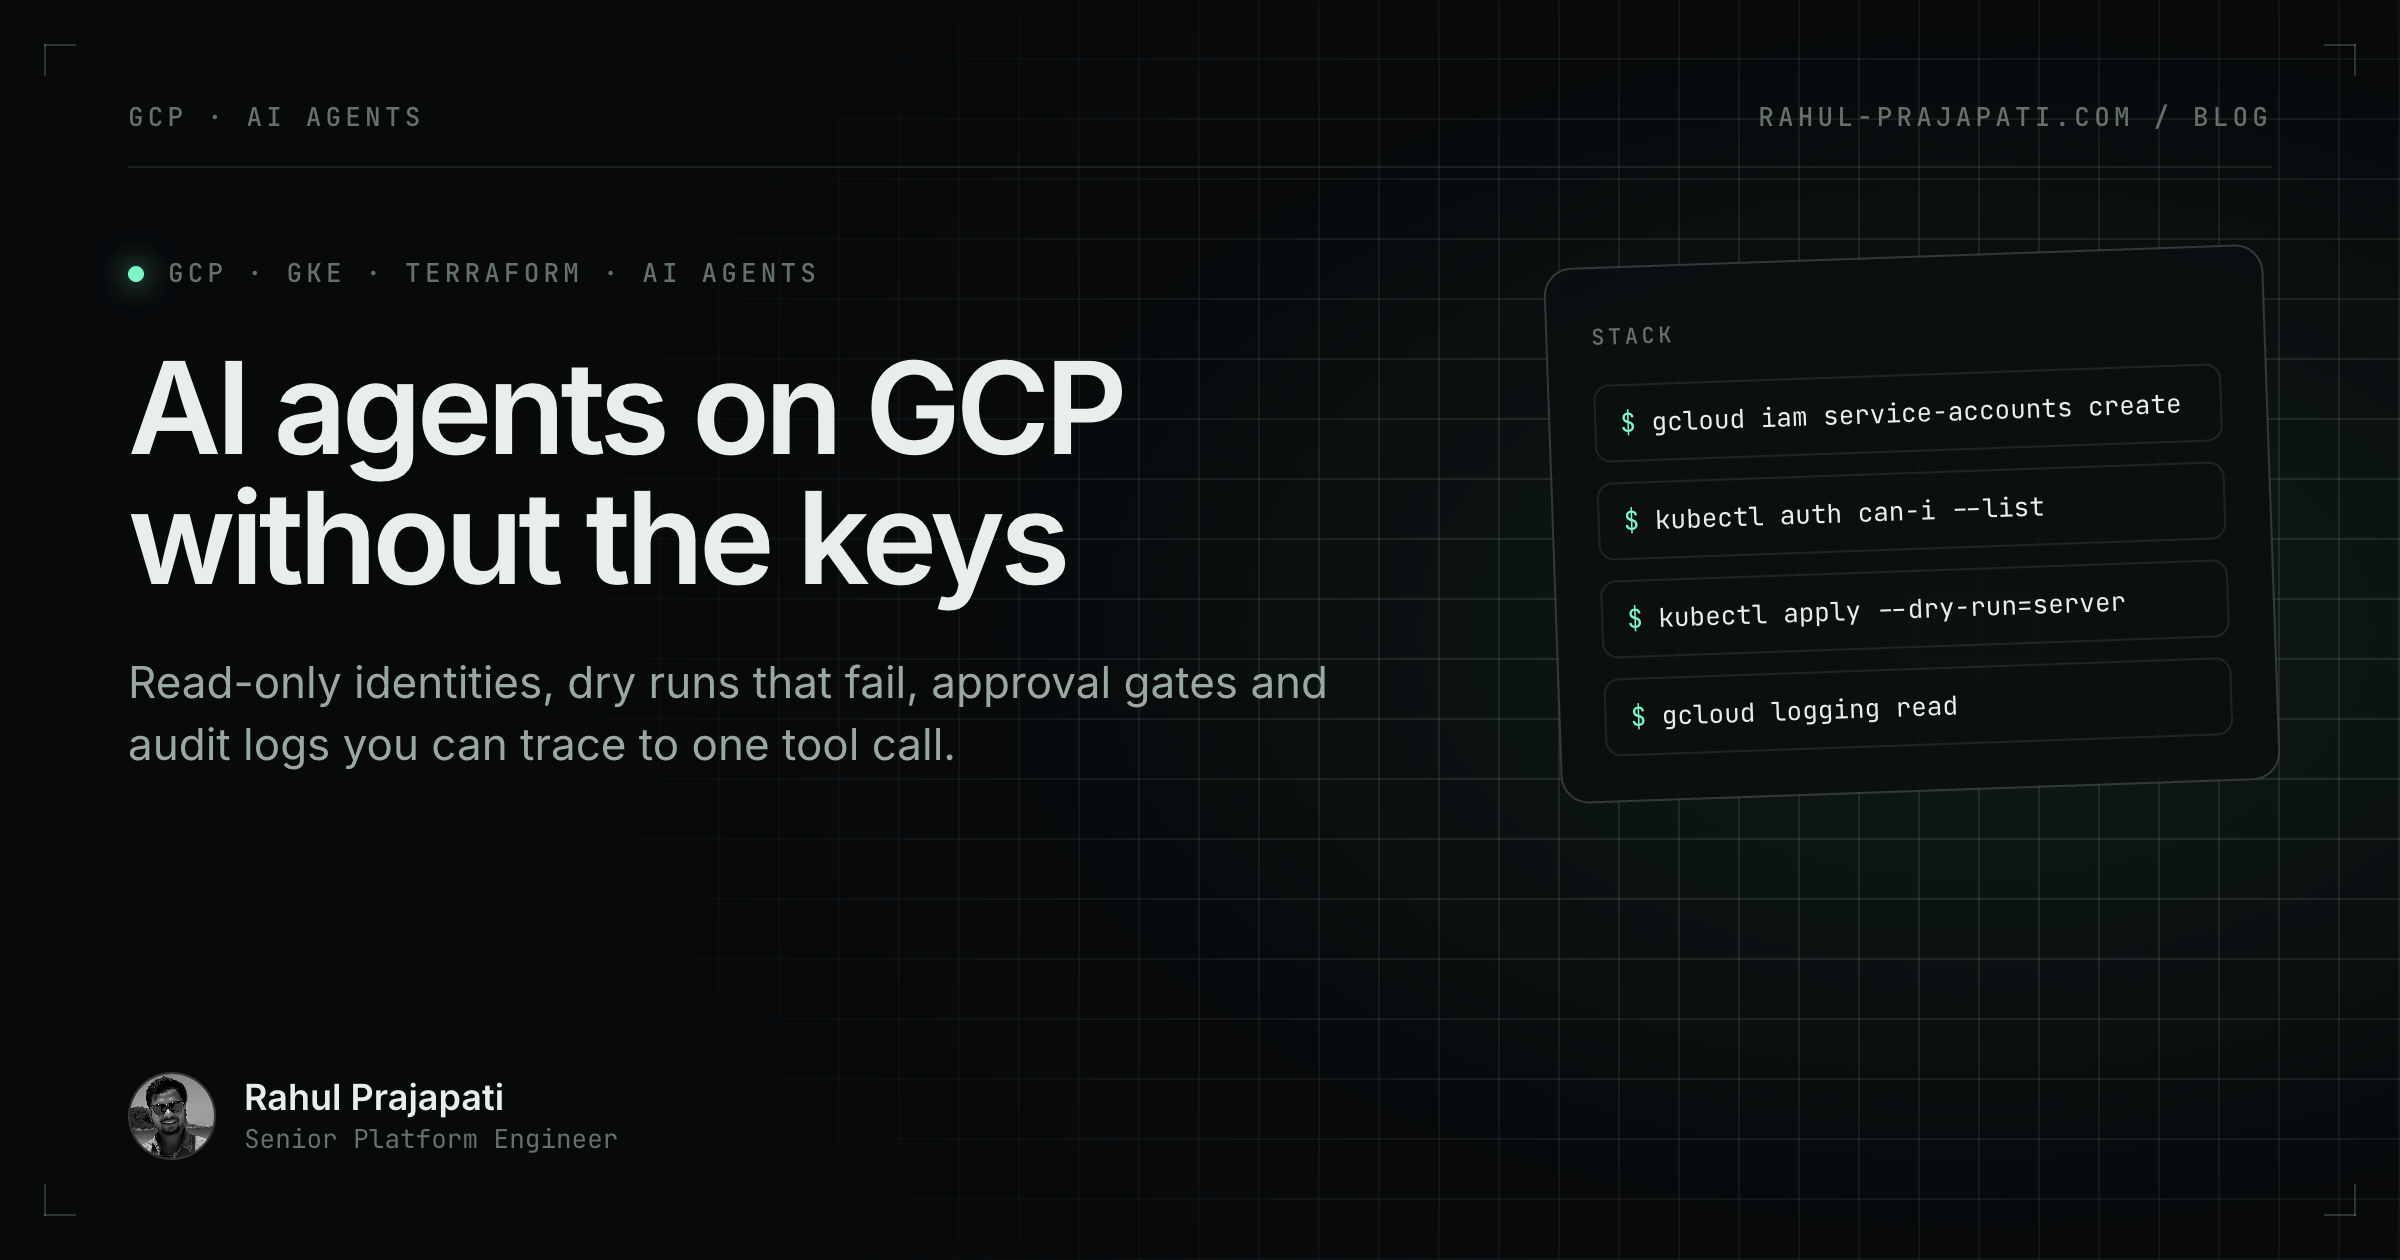 GCP · AI AGENTS
RAHUL-PRAJAPATI.COM / BLOG
GCP · GKE · TERRAFORM · AI AGENTS
AI agents on GCP
without the keys
Read-only identities, dry runs that fail, approval gates and
audit logs you can trace to one tool call.
STACK
$ gcloud iam service-accounts create
$ kubectl auth can-i --list
$ kubectl apply --dry-run=server
$ gcloud logging read
Rahul Prajapati
Senior Platform Engineer